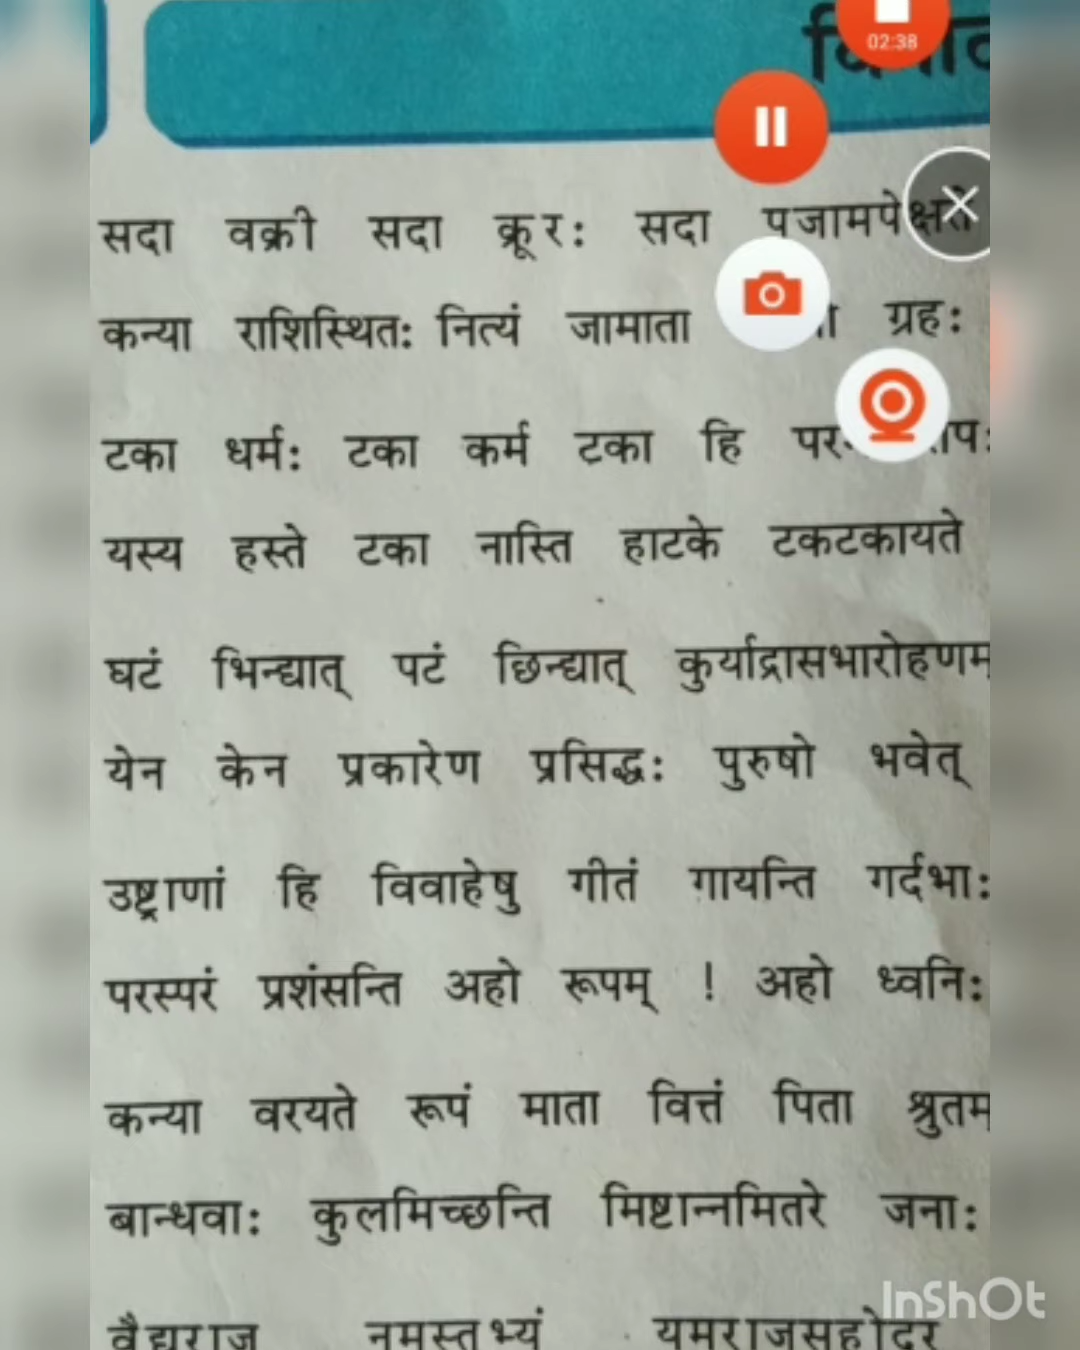 02:38
सदा वक्री सदा क्रूरः सदा पजामपेक्षते
कन्या राशिस्थितः नित्यं जामाता ग्रहः
टका धर्मः टका कर्म टका हि
यस्य हस्ते टका नास्ति हाटके टकटकायते
घटं भिन्द्यात् पटं छिन्द्यात् कुर्याद्रासभारोहणम
येन केन प्रकारेण प्रसिद्धः पुरुषो भवेत्
उष्ट्राणां हि विवाहेषु गीतं गायन्ति गर्दभाः
परस्परं प्रशंसन्ति अहो रूपम् ! अहो ध्वनिः
कन्या वरयते रूपं माता वित्तं पिता श्रुतम
बान्धवाः कुलमिच्छन्ति मिष्टान्नमितरे जनाः
वैद्यराज नमस्तुभ्यं यमराजसहोदर
InShOt